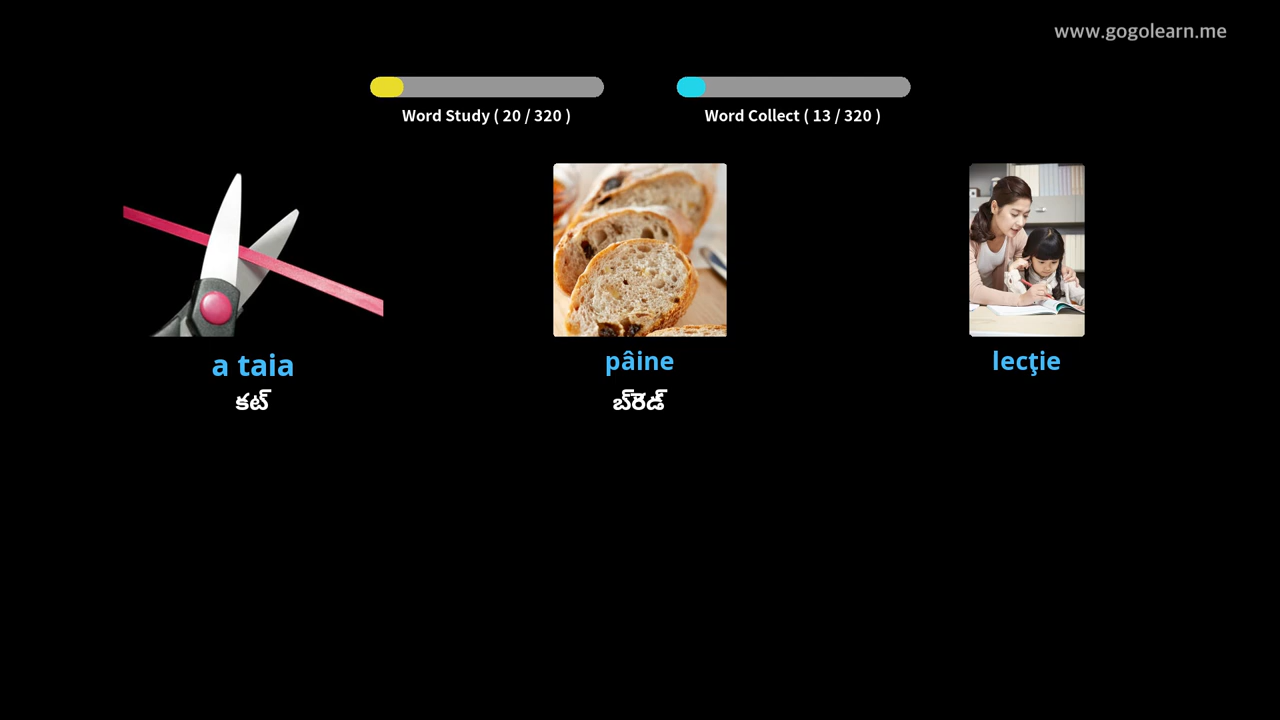 www.gogolearn.me
Word Study ( 20 / 320 )
Word Collect ( 13 / 320 )
a taia
కట్
pâine
బ్రెడ్
lecţie